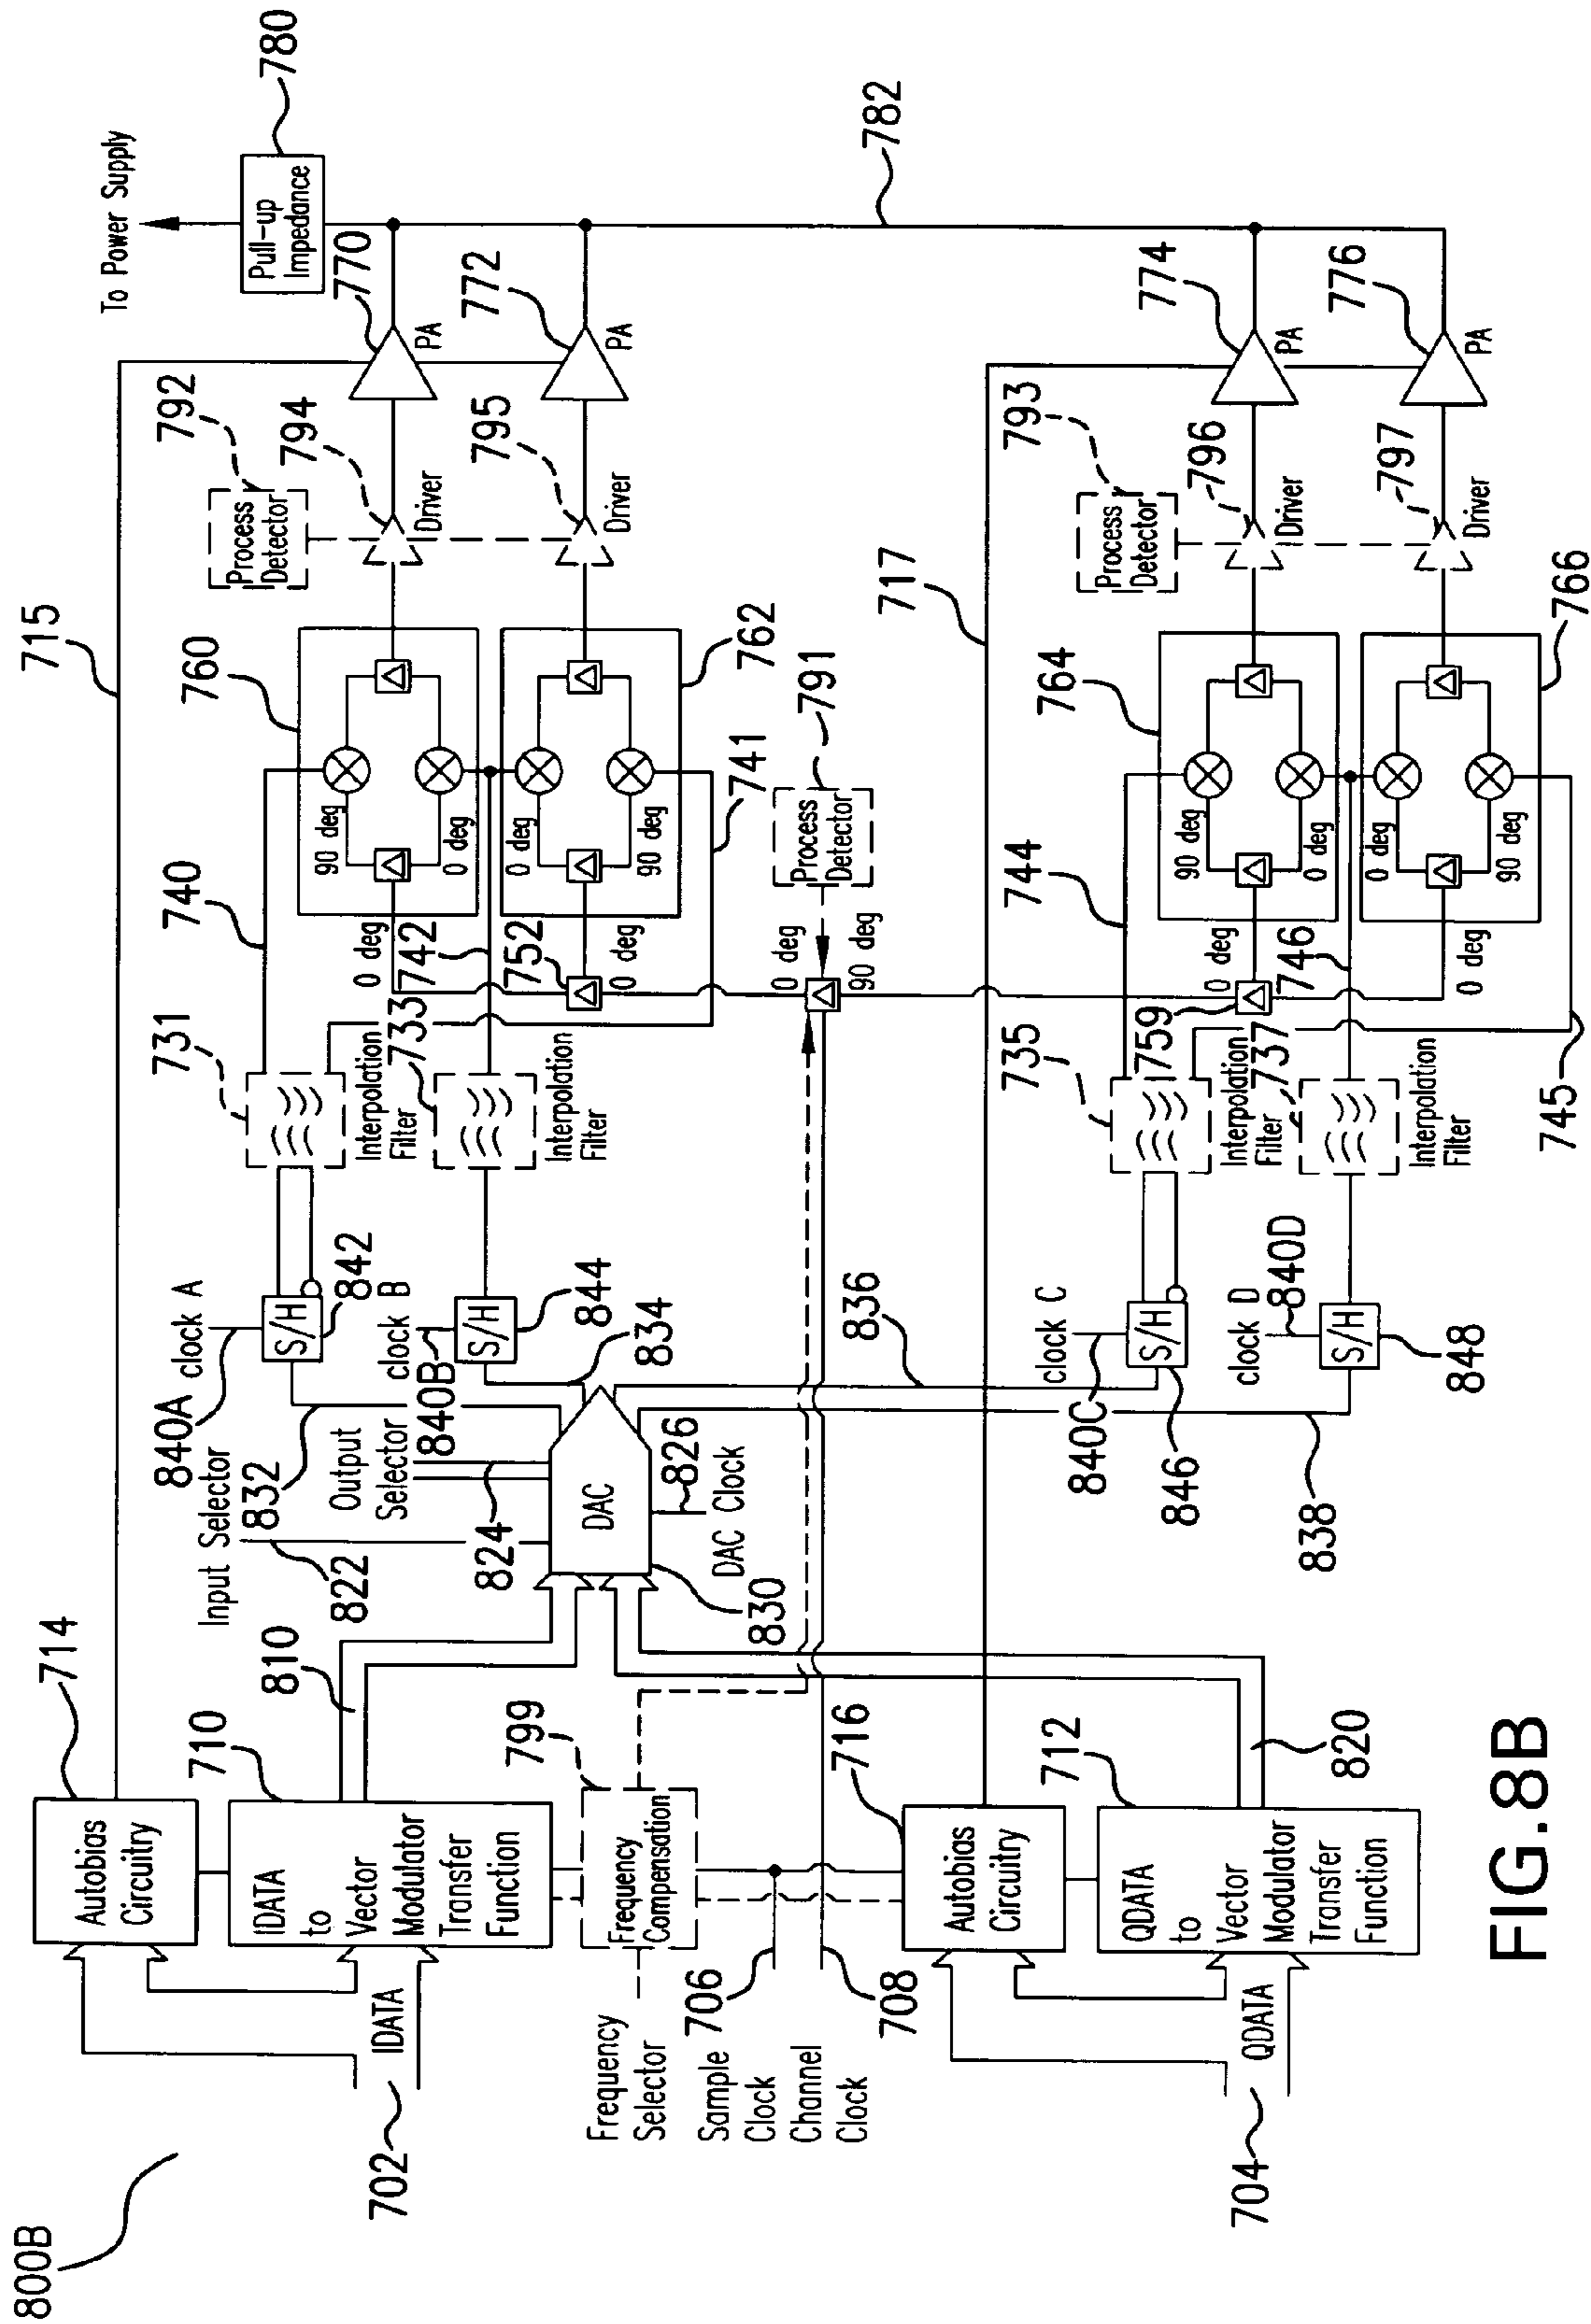 800B
702
IDATA
714
Autobias
Circuitry
715
710
IDATA
to
Vector
Modulator
Transfer
Function
810
Input Selector
822
832
840A
clock A
S/H
842
Output
Selector
824
840B
clock B
S/H
844
834
DAC
830
826
DAC Clock
731
Interpolation
Filter
733
Interpolation
Filter
740
0 deg
742
752
0 deg
741
760
90 deg
0 deg
762
0 deg
90 deg
792
Process
Detector
794
Driver
795
Driver
770
PA
772
PA
To Power Supply
Pull-up
Impedance
780
782
Frequency
Selector
799
Frequency
Compensation
706
Sample
Clock
Channel
Clock
708
0 deg
90 deg
791
Process
Detector
836
704
QDATA
716
Autobias
Circuitry
717
712
QDATA
to
Vector
Modulator
Transfer
Function
820
838
840C
clock C
S/H
846
clock D
840D
S/H
848
735
Interpolation
Filter
737
Interpolation
Filter
744
759
0 deg
746
0 deg
745
764
90 deg
0 deg
0 deg
90 deg
766
793
Process
Detector
796
Driver
797
Driver
774
PA
776
PA
FIG.8B